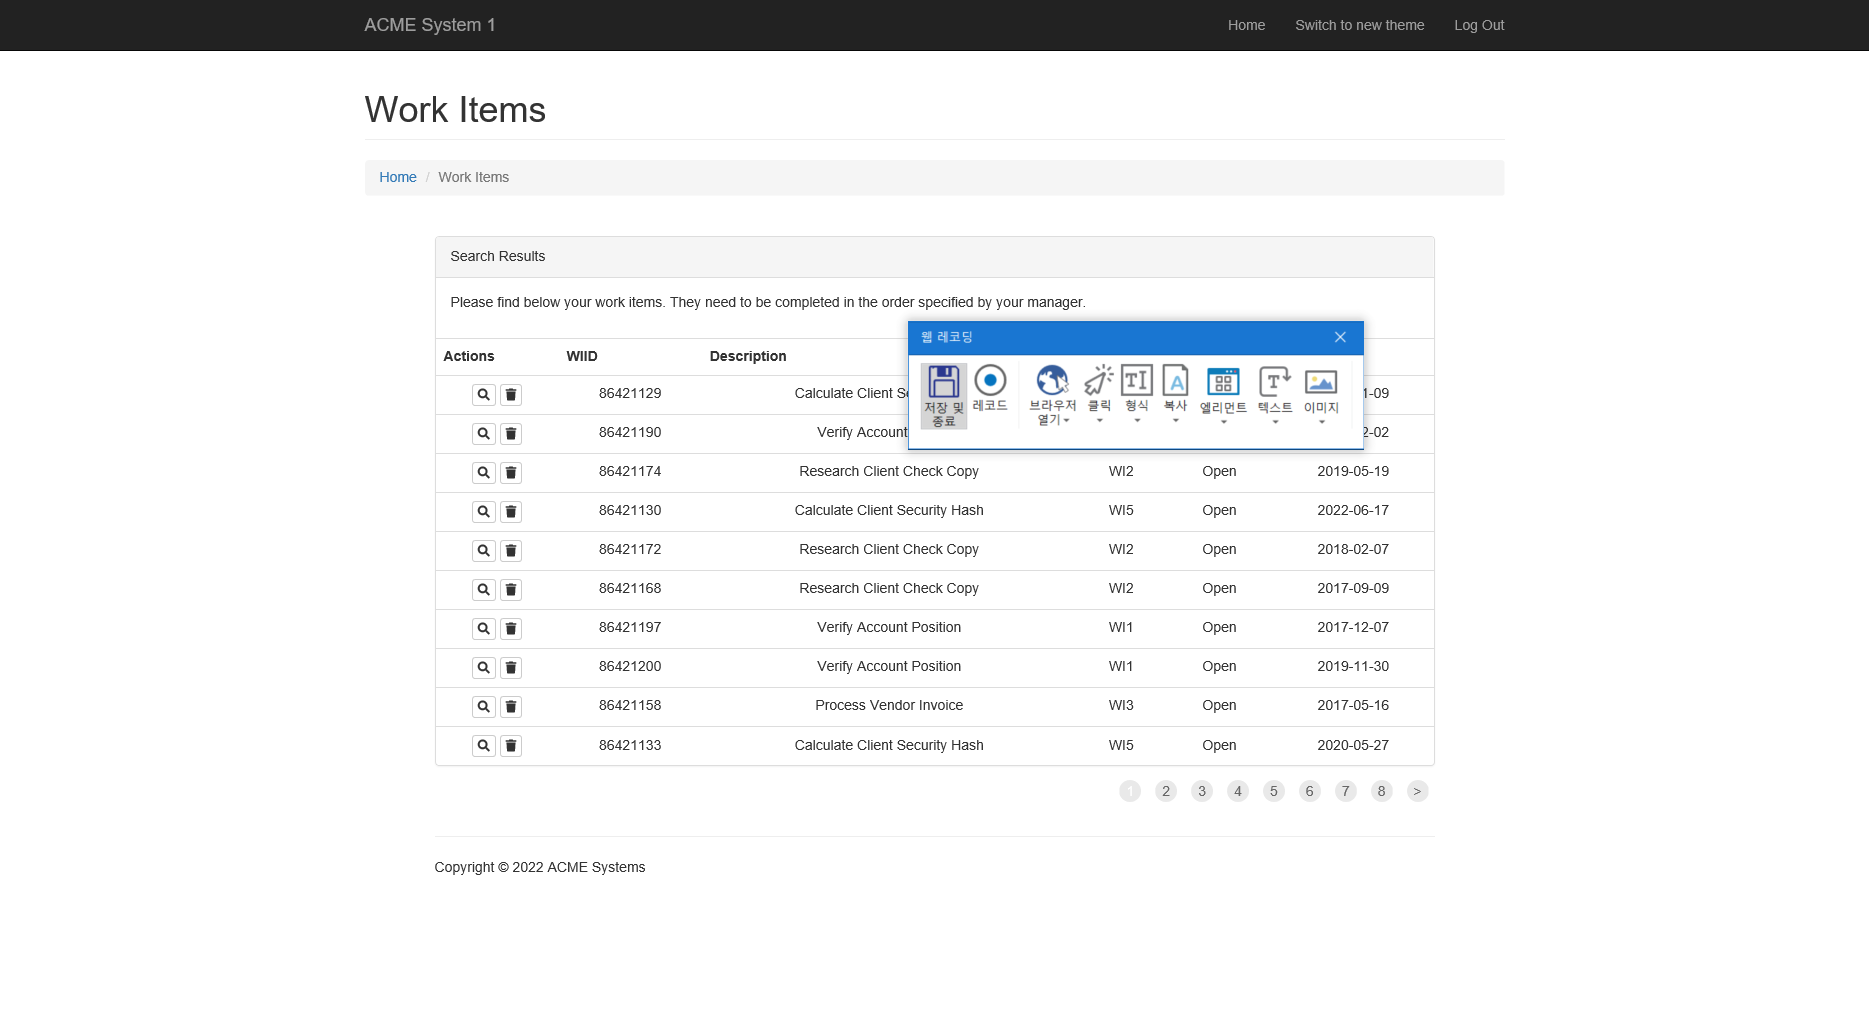 ACME System 1 Home Switch to new theme Log Out
Work Items
Home / Work Items
Search Results
Please find below your work items. They need to be completed in the order specified by your manager.
웹 레코딩
저장 및 종료 레코드 브라우저 열기 클릭 형식 복사 엘리먼트 텍스트 이미지
Actions WIID Description
86421129 Calculate Client Se 1-09
86421190 Verify Account 2-02
86421174 Research Client Check Copy WI2 Open 2019-05-19
86421130 Calculate Client Security Hash WI5 Open 2022-06-17
86421172 Research Client Check Copy WI2 Open 2018-02-07
86421168 Research Client Check Copy WI2 Open 2017-09-09
86421197 Verify Account Position WI1 Open 2017-12-07
86421200 Verify Account Position WI1 Open 2019-11-30
86421158 Process Vendor Invoice WI3 Open 2017-05-16
86421133 Calculate Client Security Hash WI5 Open 2020-05-27
1 2 3 4 5 6 7 8 >
Copyright © 2022 ACME Systems